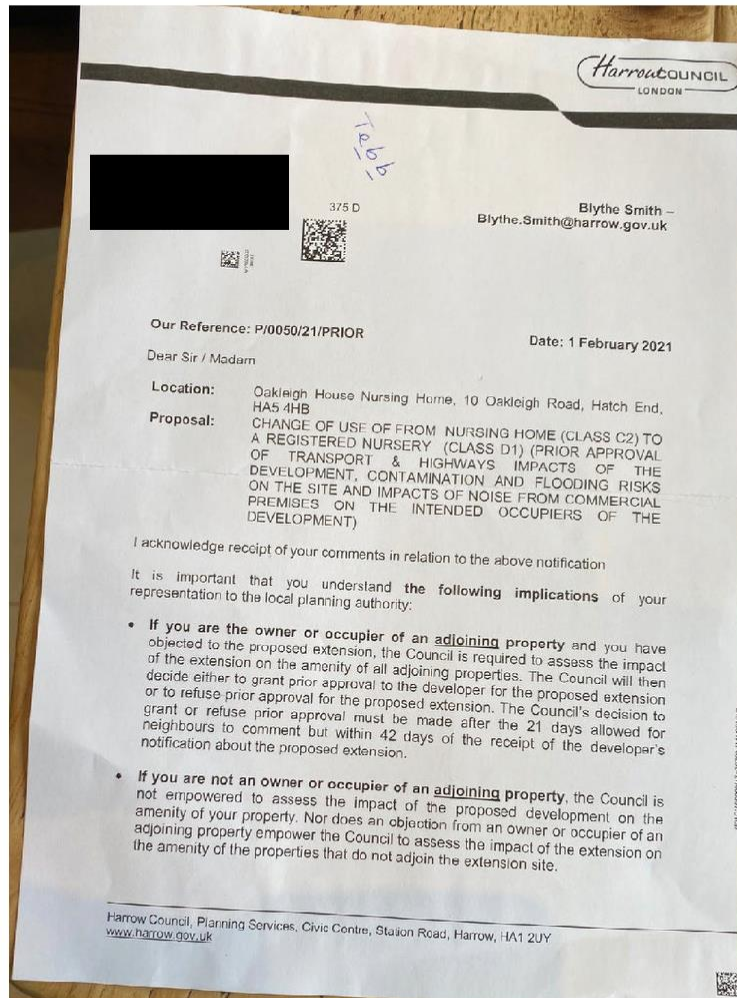 HarrowCOUNCIL
LONDON
Tebb
375 D
Blythe Smith –
Blythe.Smith@harrow.gov.uk
Our Reference: P/0050/21/PRIOR
Date: 1 February 2021
Dear Sir / Madam
Location: Oakleigh House Nursing Home, 10 Oakleigh Road, Hatch End,
HA5 4HB
Proposal: CHANGE OF USE OF FROM NURSING HOME (CLASS C2) TO
A REGISTERED NURSERY (CLASS D1) (PRIOR APPROVAL
OF TRANSPORT & HIGHWAYS IMPACTS OF THE
DEVELOPMENT, CONTAMINATION AND FLOODING RISKS
ON THE SITE AND IMPACTS OF NOISE FROM COMMERCIAL
PREMISES ON THE INTENDED OCCUPIERS OF THE
DEVELOPMENT)
I acknowledge receipt of your comments in relation to the above notification
It is important that you understand the following implications of your
representation to the local planning authority:
• If you are the owner or occupier of an adjoining property and you have
objected to the proposed extension, the Council is required to assess the impact
of the extension on the amenity of all adjoining properties. The Council will then
decide either to grant prior approval to the developer for the proposed extension
or to refuse prior approval for the proposed extension. The Council's decision to
grant or refuse prior approval must be made after the 21 days allowed for
neighbours to comment but within 42 days of the receipt of the developer's
notification about the proposed extension.
• If you are not an owner or occupier of an adjoining property, the Council is
not empowered to assess the impact of the proposed development on the
amenity of your property. Nor does an objection from an owner or occupier of an
adjoining property empower the Council to assess the impact of the extension on
the amenity of the properties that do not adjoin the extension site.
Harrow Council, Planning Services, Civic Centre, Station Road, Harrow, HA1 2UY
www.harrow.gov.uk